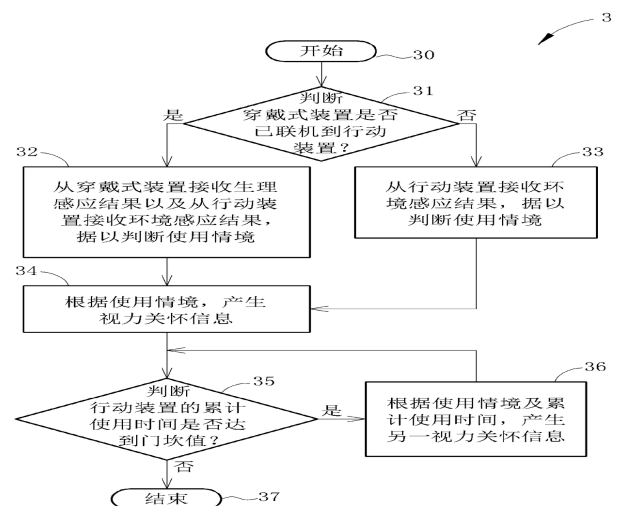 3
开始
30
判断
穿戴式装置是否
已联机到行动
装置？
31
是
否
32
从穿戴式装置接收生理
感应结果以及从行动装
置接收环境感应结果，
据以判断使用情境
33
从行动装置接收环
境感应结果，据以
判断使用情境
34
根据使用情境，产生
视力关怀信息
35
判断
行动装置的累计
使用时间是否达
到门坎值？
是
36
根据使用情境及累
计使用时间，产生
另一视力关怀信息
否
结束
37